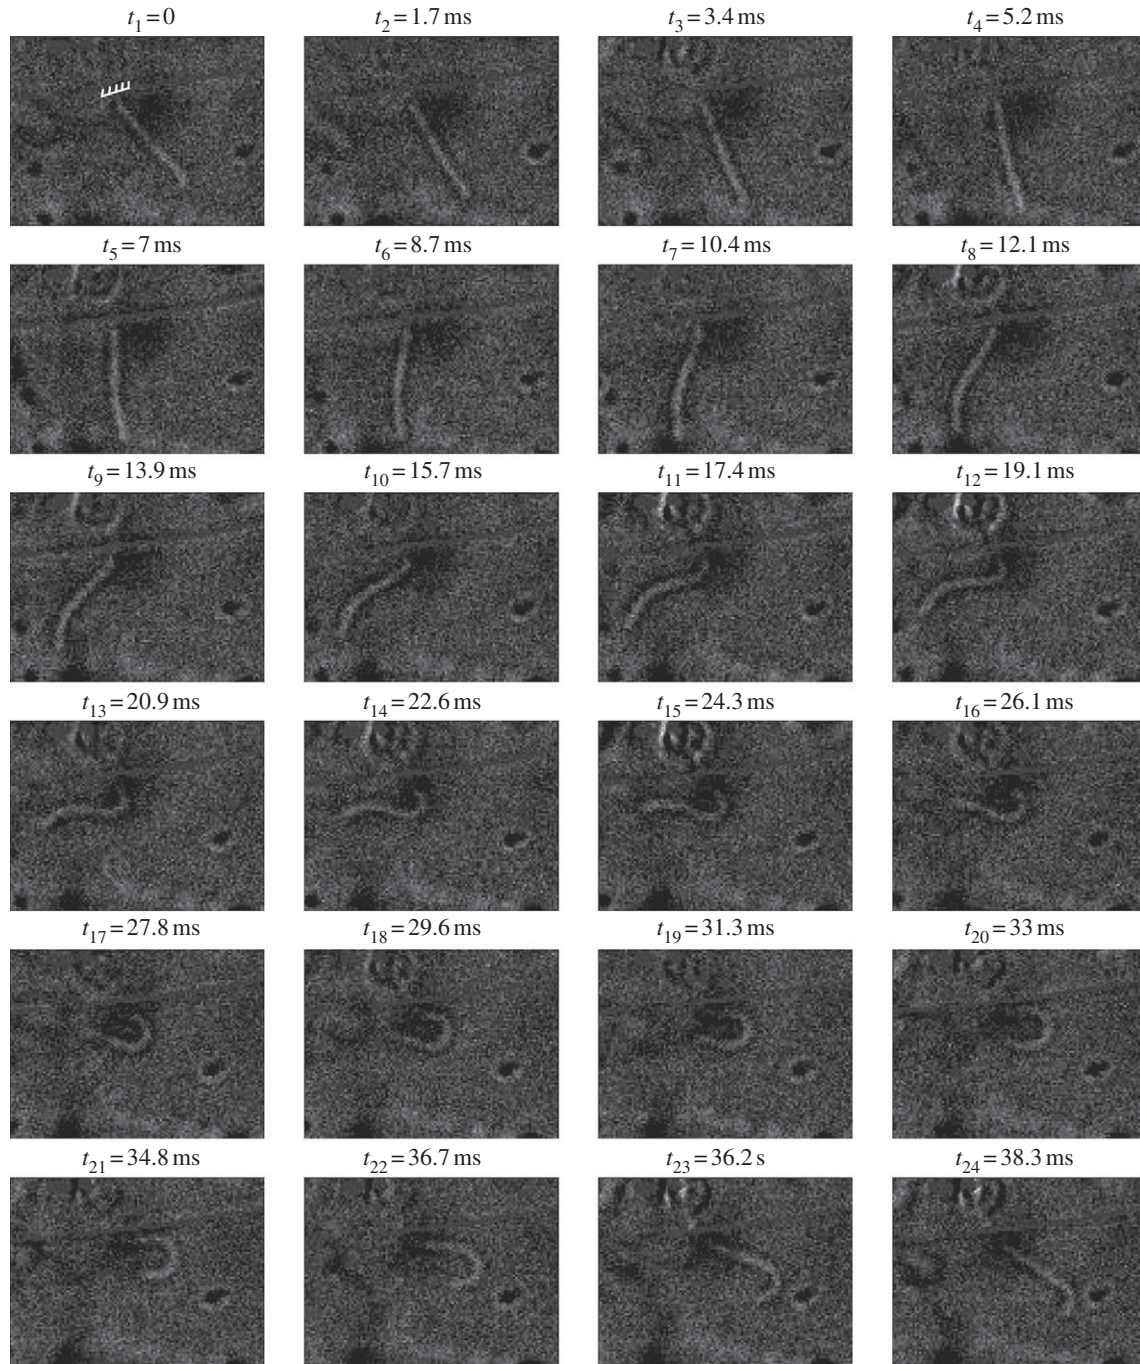 t1 = 0 t2 = 1.7 ms t3 = 3.4 ms t4 = 5.2 ms
t5 = 7 ms t6 = 8.7 ms t7 = 10.4 ms t8 = 12.1 ms
t9 = 13.9 ms t10 = 15.7 ms t11 = 17.4 ms t12 = 19.1 ms
t13 = 20.9 ms t14 = 22.6 ms t15 = 24.3 ms t16 = 26.1 ms
t17 = 27.8 ms t18 = 29.6 ms t19 = 31.3 ms t20 = 33 ms
t21 = 34.8 ms t22 = 36.7 ms t23 = 36.2 s t24 = 38.3 ms